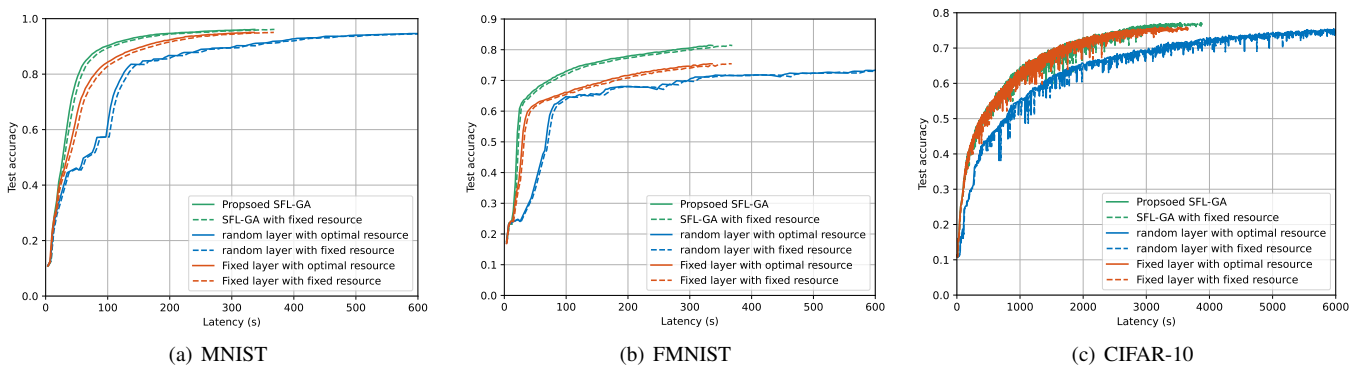 1.0
0.8
0.6
0.4
0.2
0.0
Test accuracy
0
100
200
300
400
500
600
Latency (s)
Propsoed SFL-GA
SFL-GA with fixed resource
random layer with optimal resource
random layer with fixed resource
Fixed layer with optimal resource
Fixed layer with fixed resource
(a) MNIST
0.9
0.8
0.7
0.6
0.5
0.4
0.3
0.2
0.1
0.0
Test accuracy
0
100
200
300
400
500
600
Latency (s)
Propsoed SFL-GA
SFL-GA with fixed resource
random layer with optimal resource
random layer with fixed resource
Fixed layer with optimal resource
Fixed layer with fixed resource
(b) FMNIST
0.8
0.7
0.6
0.5
0.4
0.3
0.2
0.1
0.0
Test accuracy
0
1000
2000
3000
4000
5000
6000
Latency (s)
Propsoed SFL-GA
SFL-GA with fixed resource
random layer with optimal resource
random layer with fixed resource
Fixed layer with optimal resource
Fixed layer with fixed resource
(c) CIFAR-10